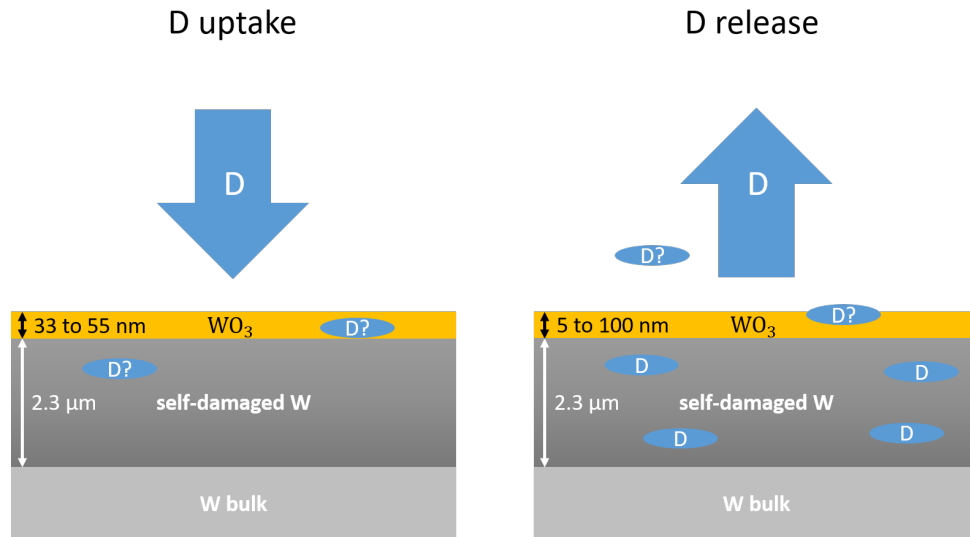 D uptake
D
33 to 55 nm
WO₃
D?
D?
2.3 µm
self-damaged W
W bulk
D release
D
D?
D?
5 to 100 nm
WO₃
D
D
2.3 µm
self-damaged W
D
D
W bulk